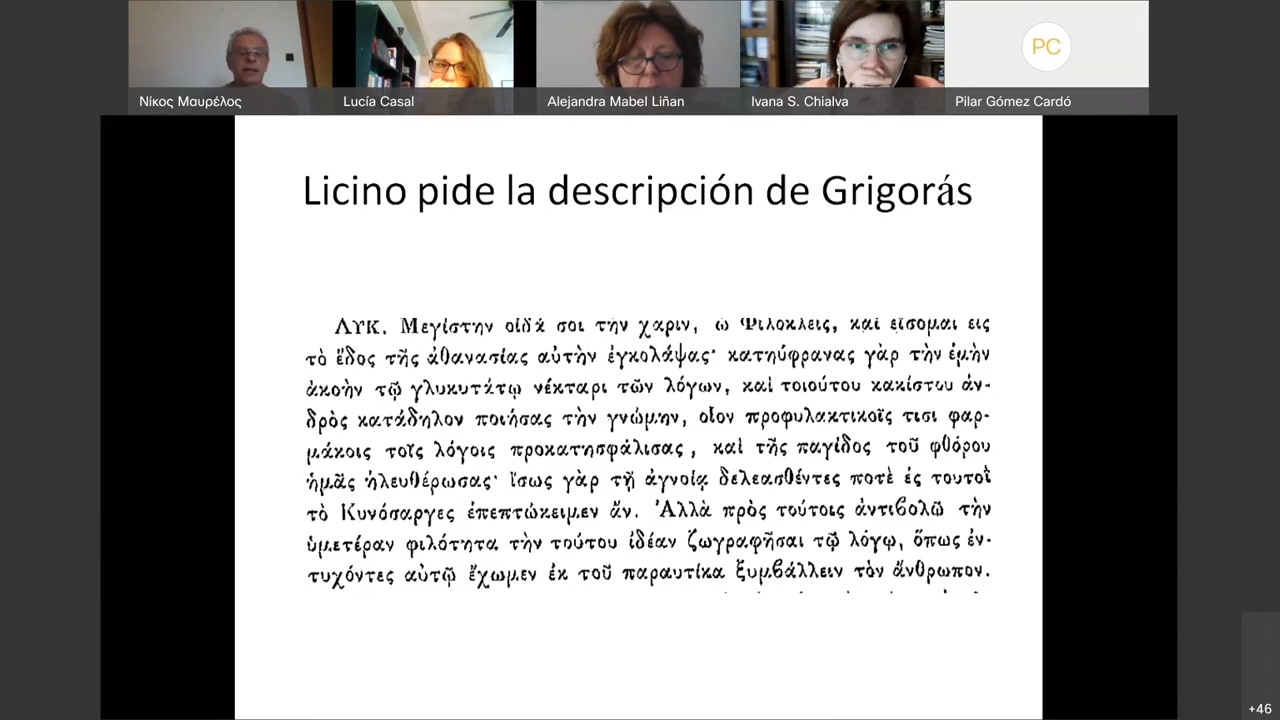 Νίκος Μαυρέλος
Lucía Casal
Alejandra Mabel Liñan
Ivana S. Chialva
PC
Pilar Gómez Cardó
Licino pide la descripción de Grigorás
ΛΥΚ. Μεγίστην οἶδά σοι τὴν χάριν, ὦ Φιλόκλεις, καὶ εἴσομαι εἰς
τὸ ἕδος τῆς ἀθανασίας αὐτὴν ἐγκολάψας· κατηύφρανας γὰρ τὴν ἐμὴν
ἀκοὴν τῷ γλυκυτάτῳ νέκταρι τῶν λόγων, καὶ τοιούτου κακίστου ἀν-
δρὸς κατάδηλον ποιήσας τὴν γνώμην, οἷον προφυλακτικοῖς τισι φαρ-
μάκοις τοῖς λόγοις προκατησφάλισας, καὶ τῆς παγίδος τοῦ φθόρου
ἡμᾶς ἠλευθέρωσας· ἴσως γὰρ τῇ ἀγνοίᾳ δελεασθέντες ποτὲ ἐς τουτοῒ
τὸ Κυνόσαργες ἐπεπτώκειμεν ἄν. Ἀλλὰ πρὸς τούτοις ἀντιβολῶ τὴν
ὑμετέραν φιλότητα τὴν τούτου ἰδέαν ζωγραφῆσαι τῷ λόγῳ, ὅπως ἐν-
τυχόντες αὐτῷ ἔχωμεν ἐκ τοῦ παραυτίκα ξυμβάλλειν τὸν ἄνθρωπον.
+46